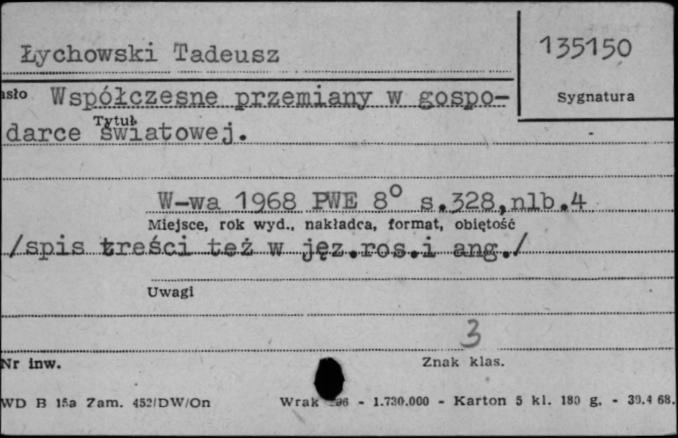 Łychowski Tadeusz
135150
asło Współczesne przemiany w gospo-
Sygnatura
darce światowej.
Tytuł
W-wa 1968 PWE 8° s.328,nlb.4
Miejsce, rok wyd., nakładca, format, obiętość
/spis treści też w jęz.ros.i ang./
Uwagi
3
Nr inw.
Znak klas.
WD B 15a Zam. 452/DW/On
Wrak - 1.730.000 - Karton 5 kl. 180 g. - 30.4 68.